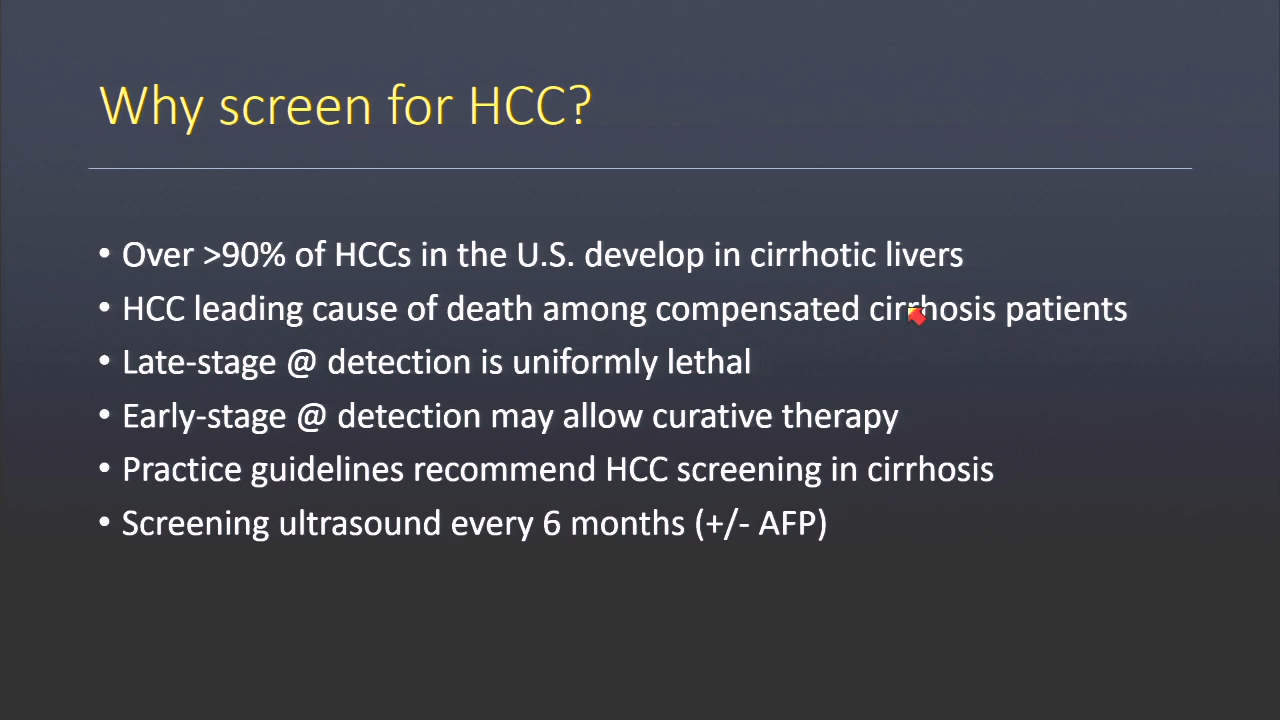 Why screen for HCC?
• Over >90% of HCCs in the U.S. develop in cirrhotic livers
• HCC leading cause of death among compensated cirrhosis patients
• Late-stage @ detection is uniformly lethal
• Early-stage @ detection may allow curative therapy
• Practice guidelines recommend HCC screening in cirrhosis
• Screening ultrasound every 6 months (+/- AFP)